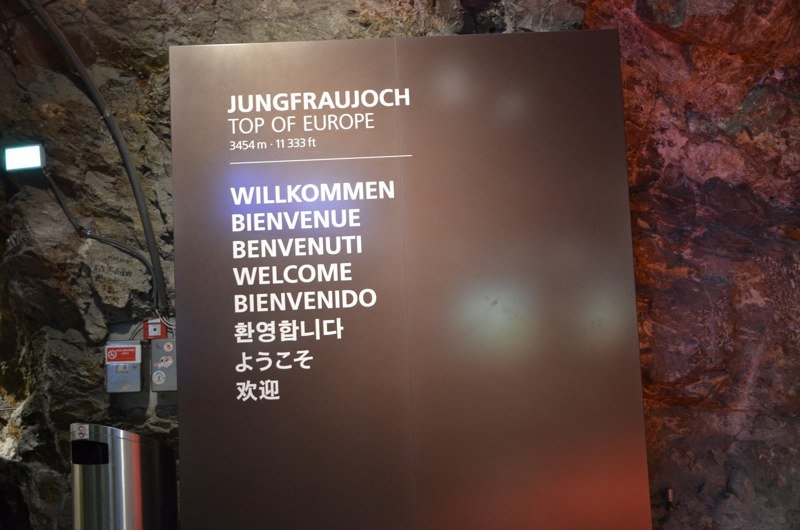 JUNGFRAUJOCH
TOP OF EUROPE
3454 m · 11 333 ft
WILLKOMMEN
BIENVENUE
BENVENUTI
WELCOME
BIENVENIDO
환영합니다
ようこそ
欢迎